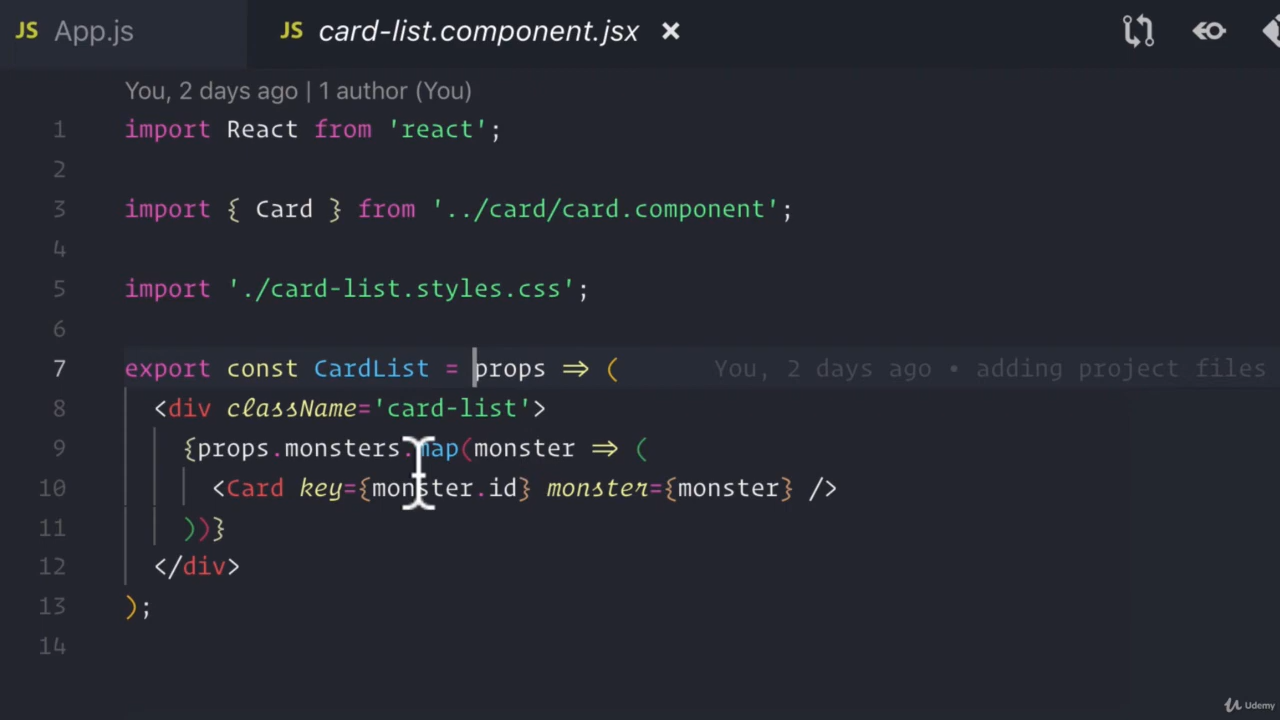 JS App.js JS card-list.component.jsx ×
You, 2 days ago | 1 author (You)
1 import React from 'react';
2
3 import { Card } from '../card/card.component';
4
5 import './card-list.styles.css';
6
7 export const CardList = props => ( You, 2 days ago • adding project files
8 <div className='card-list'>
9 {props.monsters.map(monster => (
10 <Card key={monster.id} monster={monster} />
11 ))}
12 </div>
13 );
14
Udemy